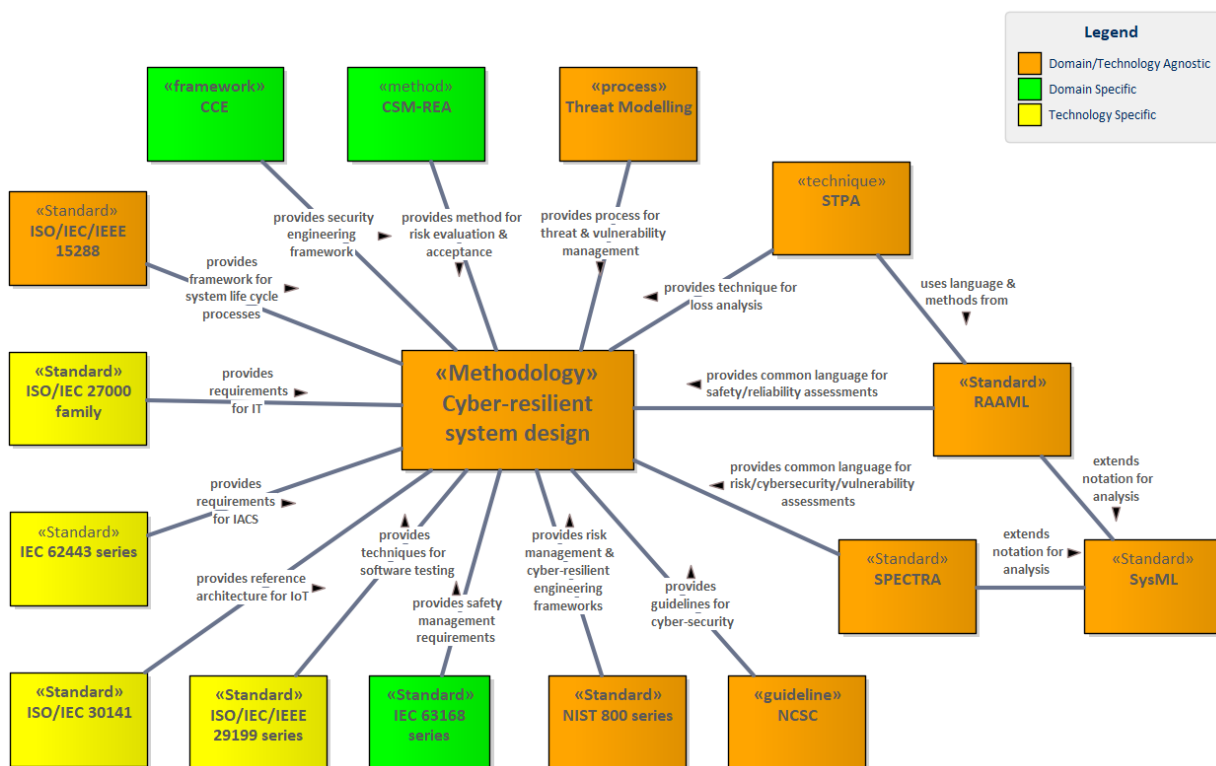 Legend
Domain/Technology Agnostic
Domain Specific
Technology Specific
«framework»
CCE
«method»
CSM-REA
«process»
Threat Modelling
«technique»
STPA
«Standard»
ISO/IEC/IEEE
15288
provides security
engineering
framework
provides method for
risk evaluation &
acceptance
provides process for
threat & vulnerability
management
provides
framework for
system life cycle
processes
provides technique for
loss analysis
uses language &
methods from
«Standard»
ISO/IEC 27000
family
provides
requirements
for IT
«Methodology»
Cyber-resilient
system design
provides common language for
safety/reliability assessments
«Standard»
RAAML
provides
requirements
for IACS
provides common language for
risk/cybersecurity/vulnerability
assessments
extends
notation for
analysis
«Standard»
IEC 62443 series
provides reference
architecture for IoT
provides
techniques for
software testing
provides safety
management
requirements
provides risk
management &
cyber-resilient
engineering
frameworks
provides
guidelines for
cyber-security
«Standard»
SPECTRA
extends
notation for
analysis
«Standard»
SysML
«Standard»
ISO/IEC 30141
«Standard»
ISO/IEC/IEEE
29199 series
«Standard»
IEC 63168
series
«Standard»
NIST 800 series
«guideline»
NCSC